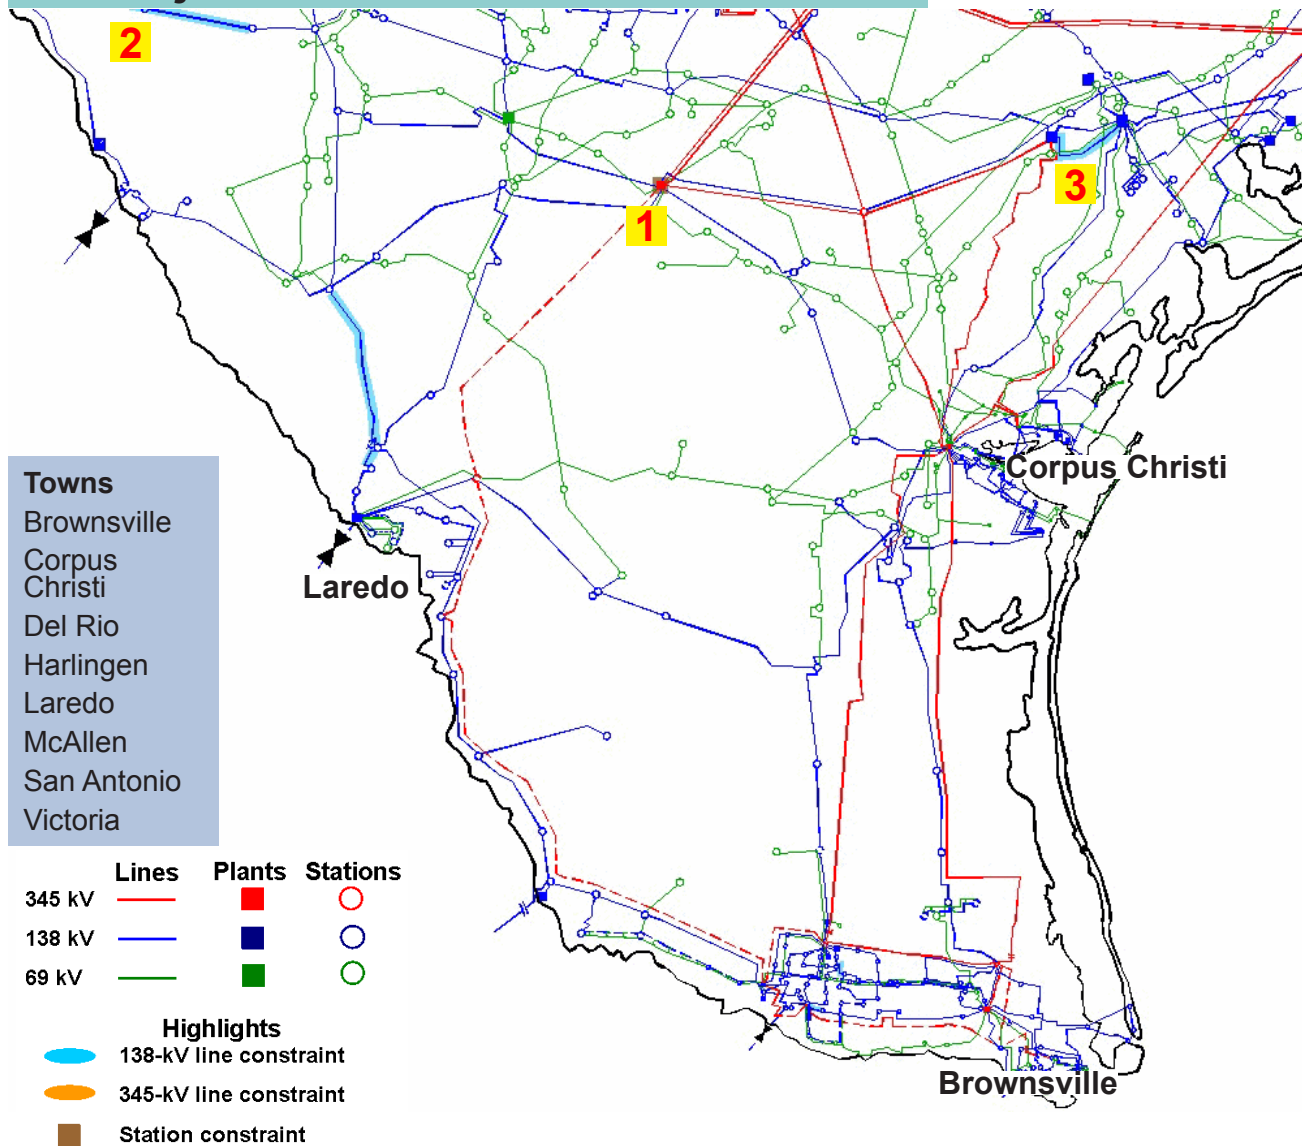 2
1
3
Corpus Christi
Towns
Brownsville
Corpus
Christi
Del Rio
Harlingen
Laredo
McAllen
San Antonio
Victoria
Laredo
Lines Plants Stations
345 kV
138 kV
69 kV
Highlights
138-kV line constraint
345-kV line constraint
Station constraint
Brownsville